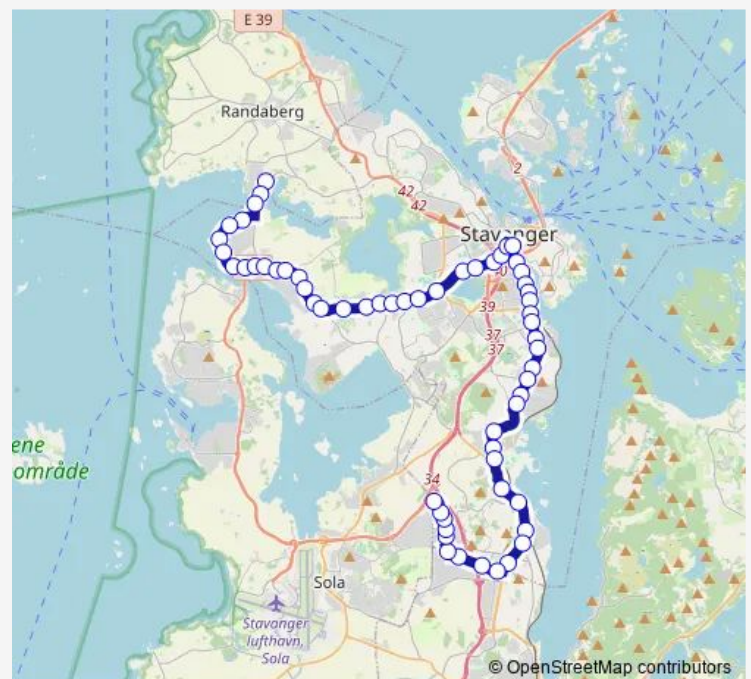 E 39
Randaberg
42
42
2
Stavanger
39
37
37
ene
område
34
Sola
Stavanger
lufthavn,
Sola
© OpenStreetMap contributors